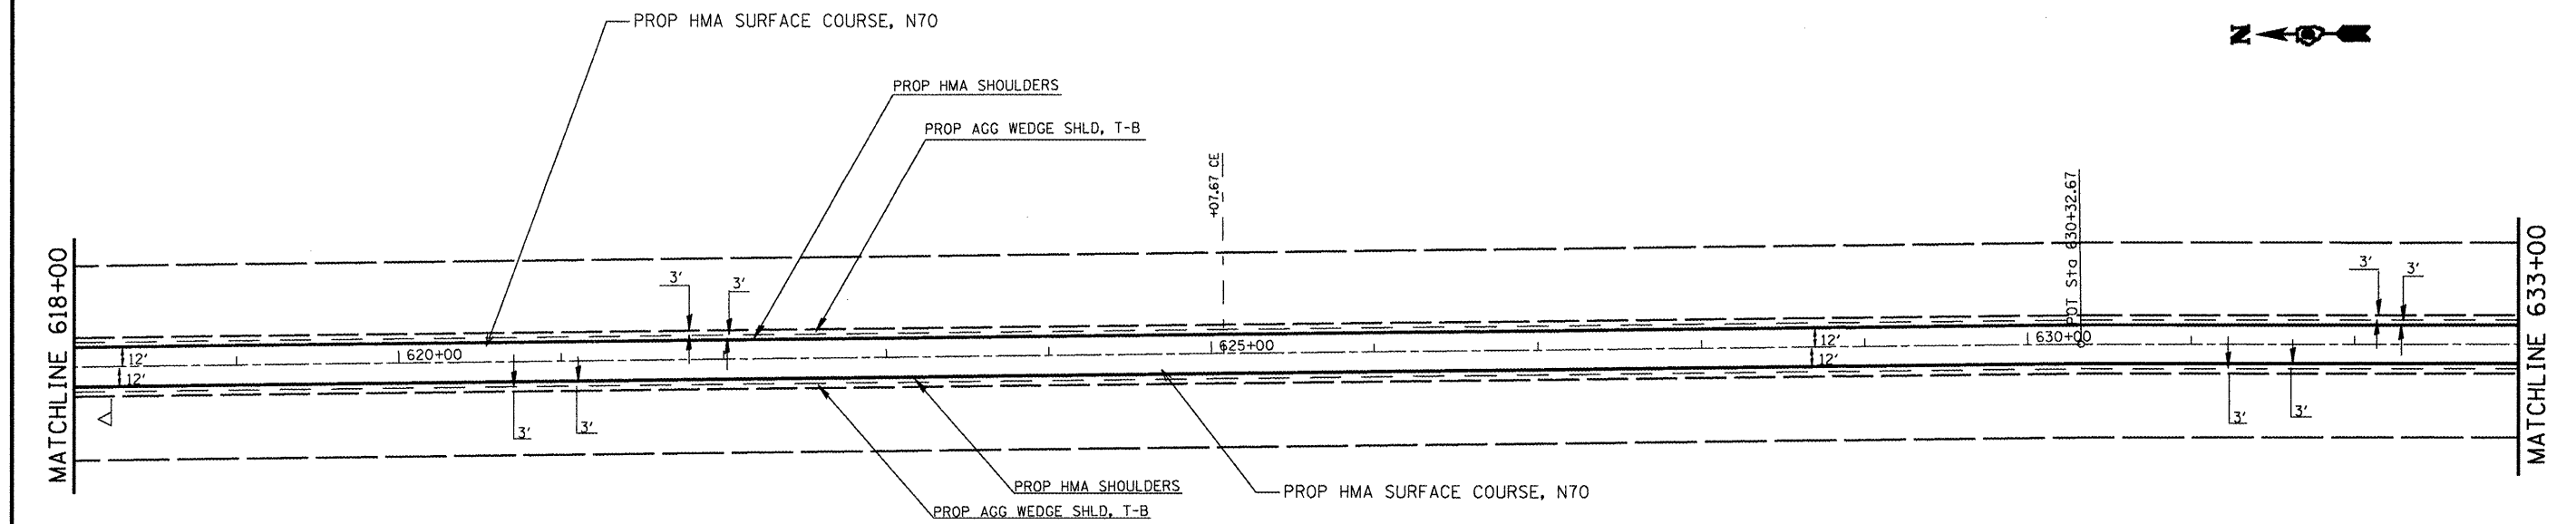 PROP HMA SURFACE COURSE, N70
N
PROP HMA SHOULDERS
PROP AGG WEDGE SHLD, T-B
+07.67 CE
POT Sta 630+32.67
MATCHLINE 618+00
MATCHLINE 633+00
3'
3'
3'
3'
12'
620+00
625+00
12'
630+00
12'
12'
3'
3'
3'
3'
PROP HMA SHOULDERS
PROP HMA SURFACE COURSE, N70
PROP AGG WEDGE SHLD, T-B